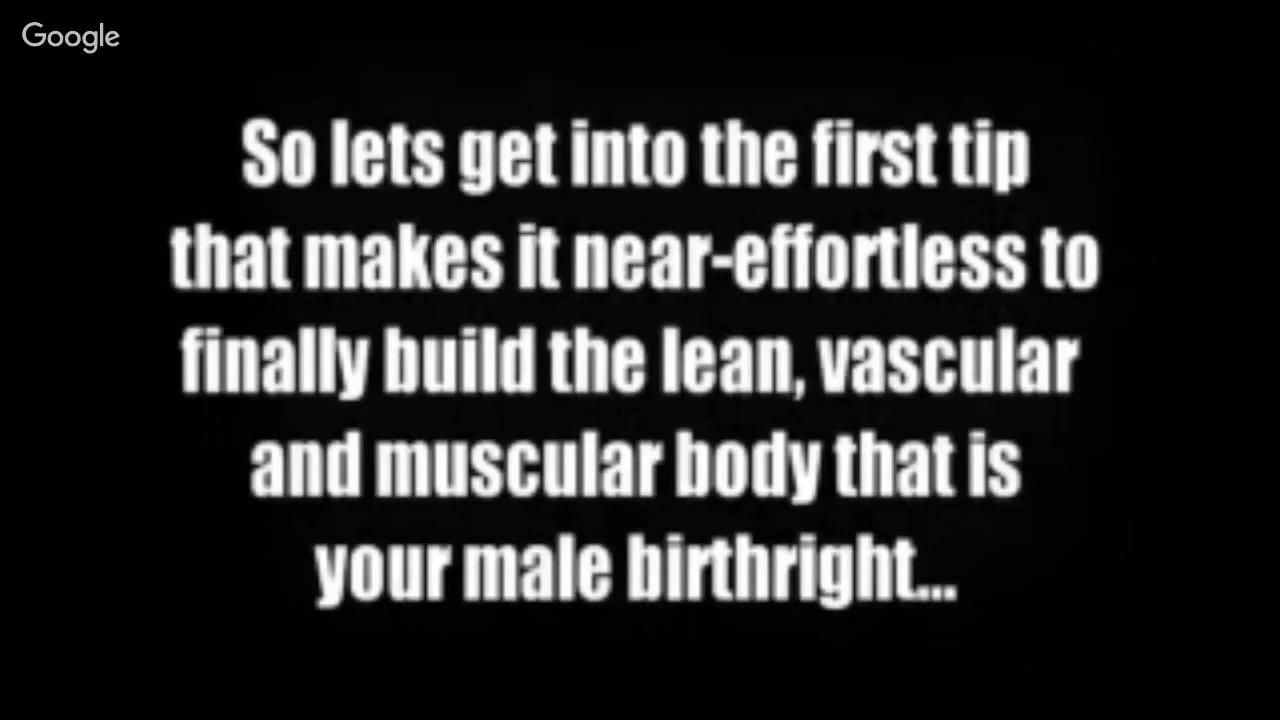 Google
So lets get into the first tip
that makes it near-effortless to
finally build the lean, vascular
and muscular body that is
your male birthright...